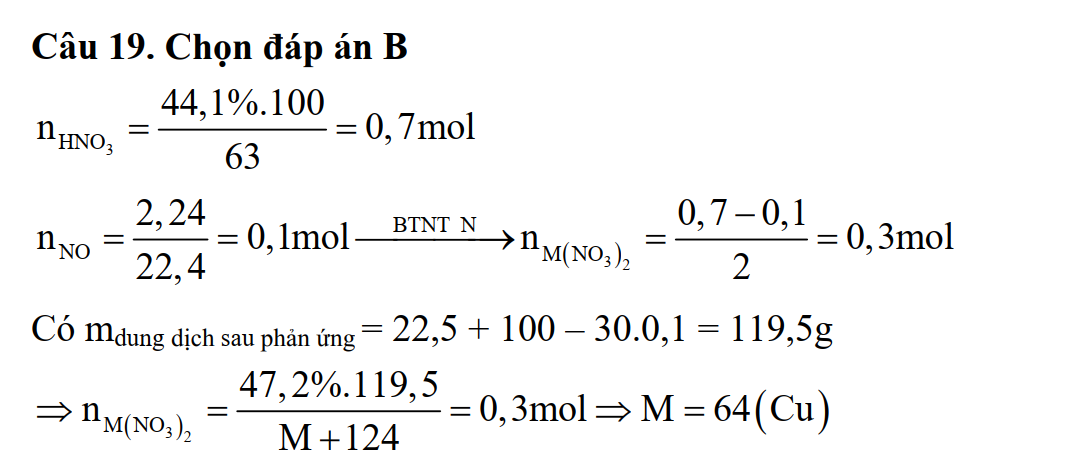 Câu 19. Chọn đáp án B
n_{HNO_3} = \frac{44,1%.100}{63} = 0,7mol
n_{NO} = \frac{2,24}{22,4} = 0,1mol \xrightarrow{BTNT N} n_{M(NO_3)_2} = \frac{0,7 – 0,1}{2} = 0,3mol
Có m_{dung dịch sau phản ứng} = 22,5 + 100 – 30.0,1 = 119,5g
⇒ n_{M(NO_3)_2} = \frac{47,2%.119,5}{M + 124} = 0,3mol ⇒ M = 64(Cu)